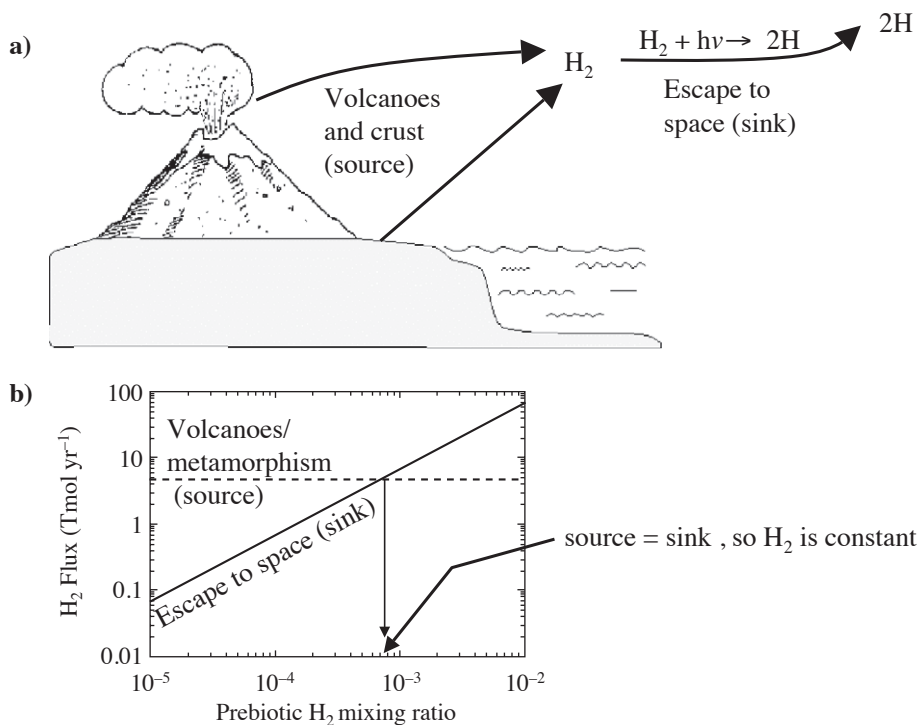 a)
2H
H₂ + hν → 2H
H₂
Volcanoes
and crust
(source)
Escape to
space (sink)
b)
H₂ Flux (Tmol yr⁻¹)
100
10
1
0.1
0.01
Volcanoes/
metamorphism
(source)
Escape to space (sink)
source = sink , so H₂ is constant
10⁻⁵
10⁻⁴
10⁻³
10⁻²
Prebiotic H₂ mixing ratio